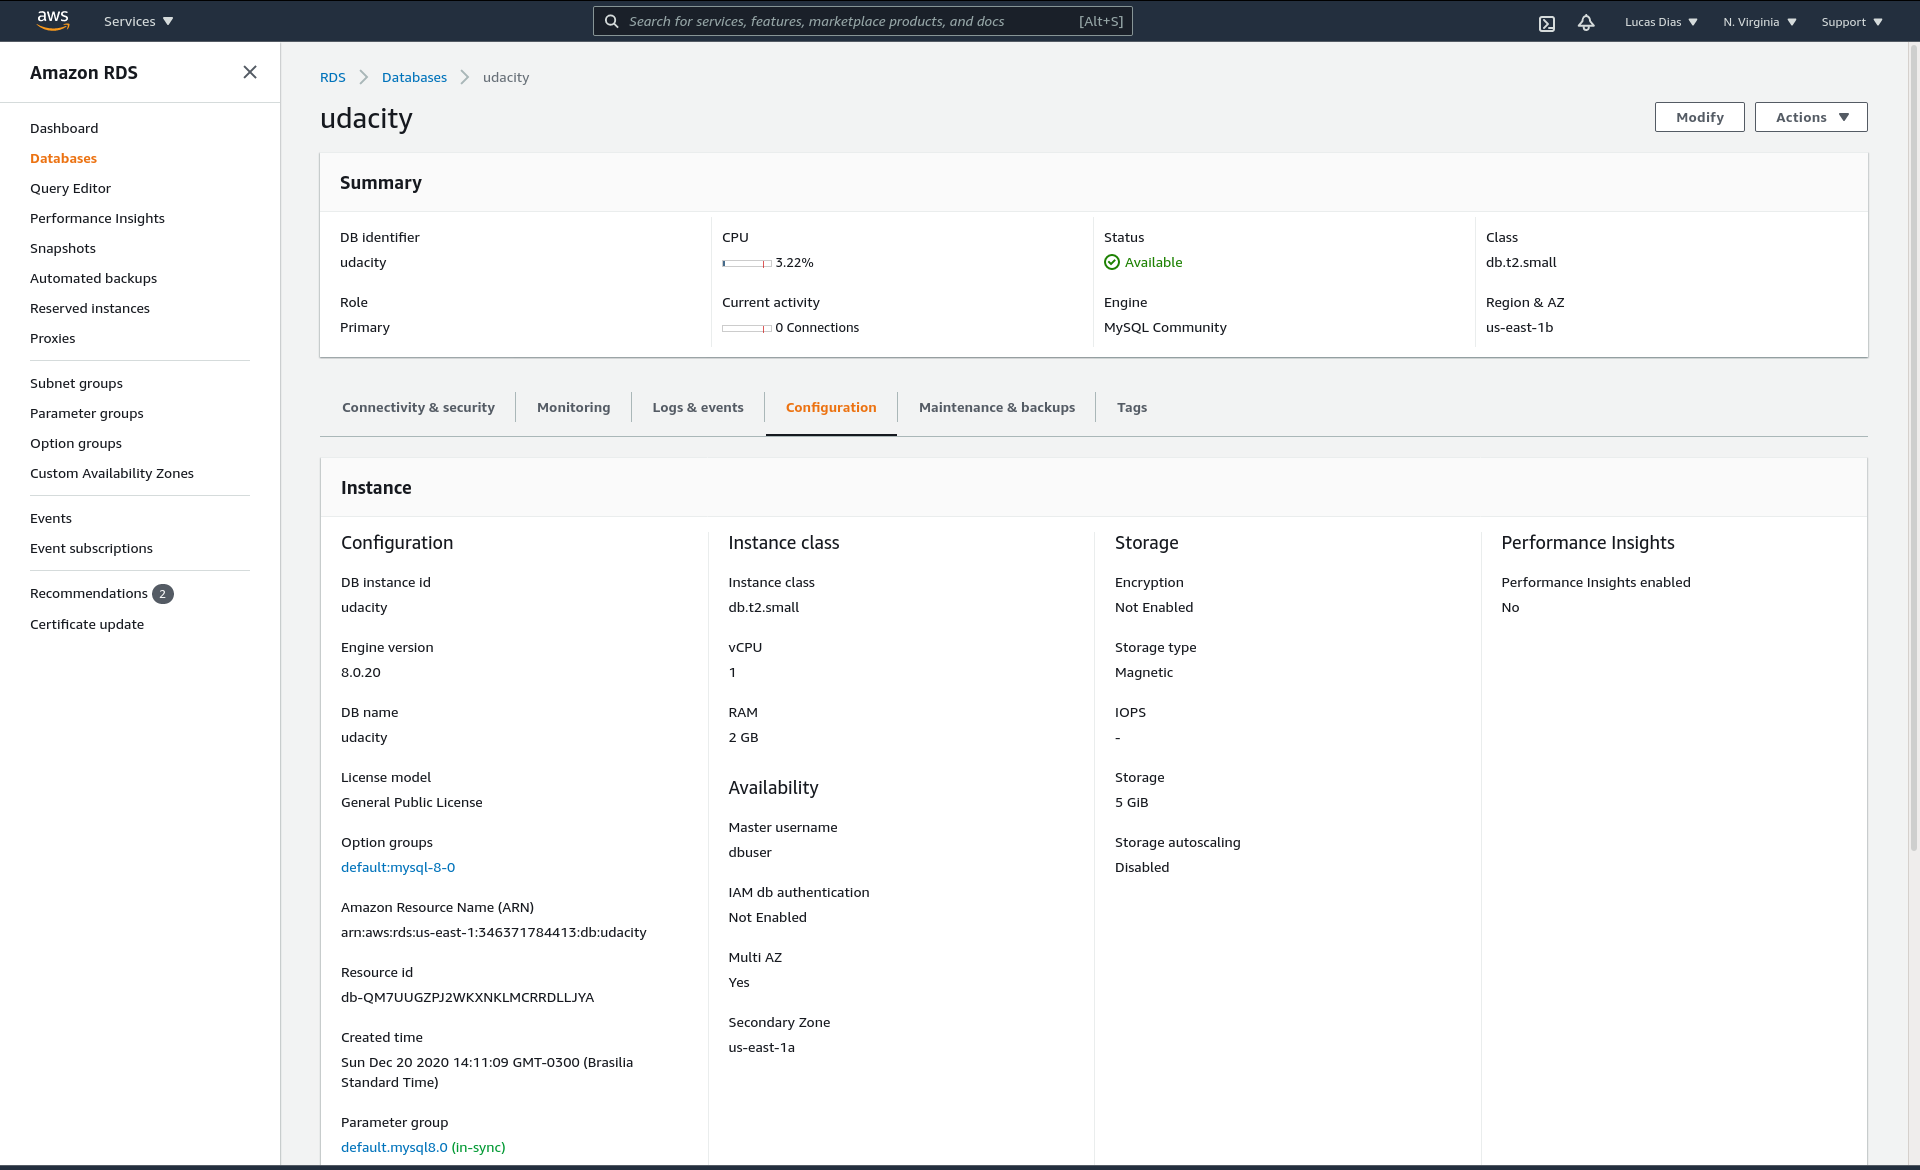 aws
Services
Search for services, features, marketplace products, and docs
[Alt+S]
Lucas Dias
N. Virginia
Support
Amazon RDS
Dashboard
Databases
Query Editor
Performance Insights
Snapshots
Automated backups
Reserved instances
Proxies
Subnet groups
Parameter groups
Option groups
Custom Availability Zones
Events
Event subscriptions
Recommendations 2
Certificate update
RDS
Databases
udacity
udacity
Modify
Actions
Summary
DB identifier
udacity
Role
Primary
CPU
3.22%
Current activity
0 Connections
Status
Available
Engine
MySQL Community
Class
db.t2.small
Region & AZ
us-east-1b
Connectivity & security
Monitoring
Logs & events
Configuration
Maintenance & backups
Tags
Instance
Configuration
DB instance id
udacity
Engine version
8.0.20
DB name
udacity
License model
General Public License
Option groups
default:mysql-8-0
Amazon Resource Name (ARN)
arn:aws:rds:us-east-1:346371784413:db:udacity
Resource id
db-QM7UUGZPJ2WKXNKLMCRRDLLJYA
Created time
Sun Dec 20 2020 14:11:09 GMT-0300 (Brasilia
Standard Time)
Parameter group
default.mysql8.0 (in-sync)
Instance class
Instance class
db.t2.small
vCPU
1
RAM
2 GB
Availability
Master username
dbuser
IAM db authentication
Not Enabled
Multi AZ
Yes
Secondary Zone
us-east-1a
Storage
Encryption
Not Enabled
Storage type
Magnetic
IOPS
-
Storage
5 GiB
Storage autoscaling
Disabled
Performance Insights
Performance Insights enabled
No